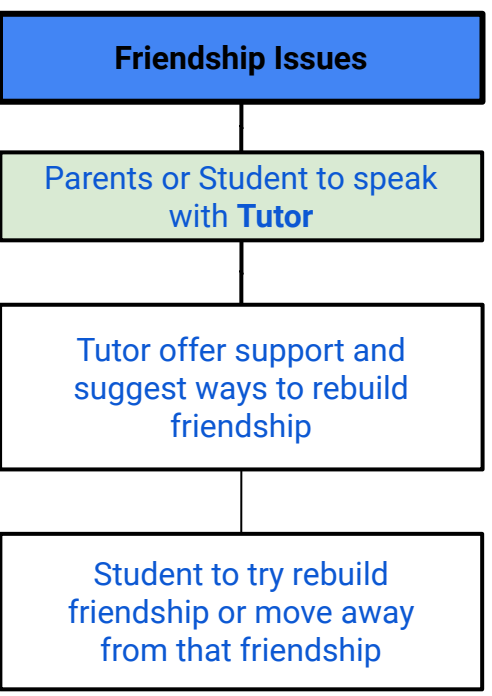 Friendship Issues
Parents or Student to speak
with Tutor
Tutor offer support and
suggest ways to rebuild
friendship
Student to try rebuild
friendship or move away
from that friendship